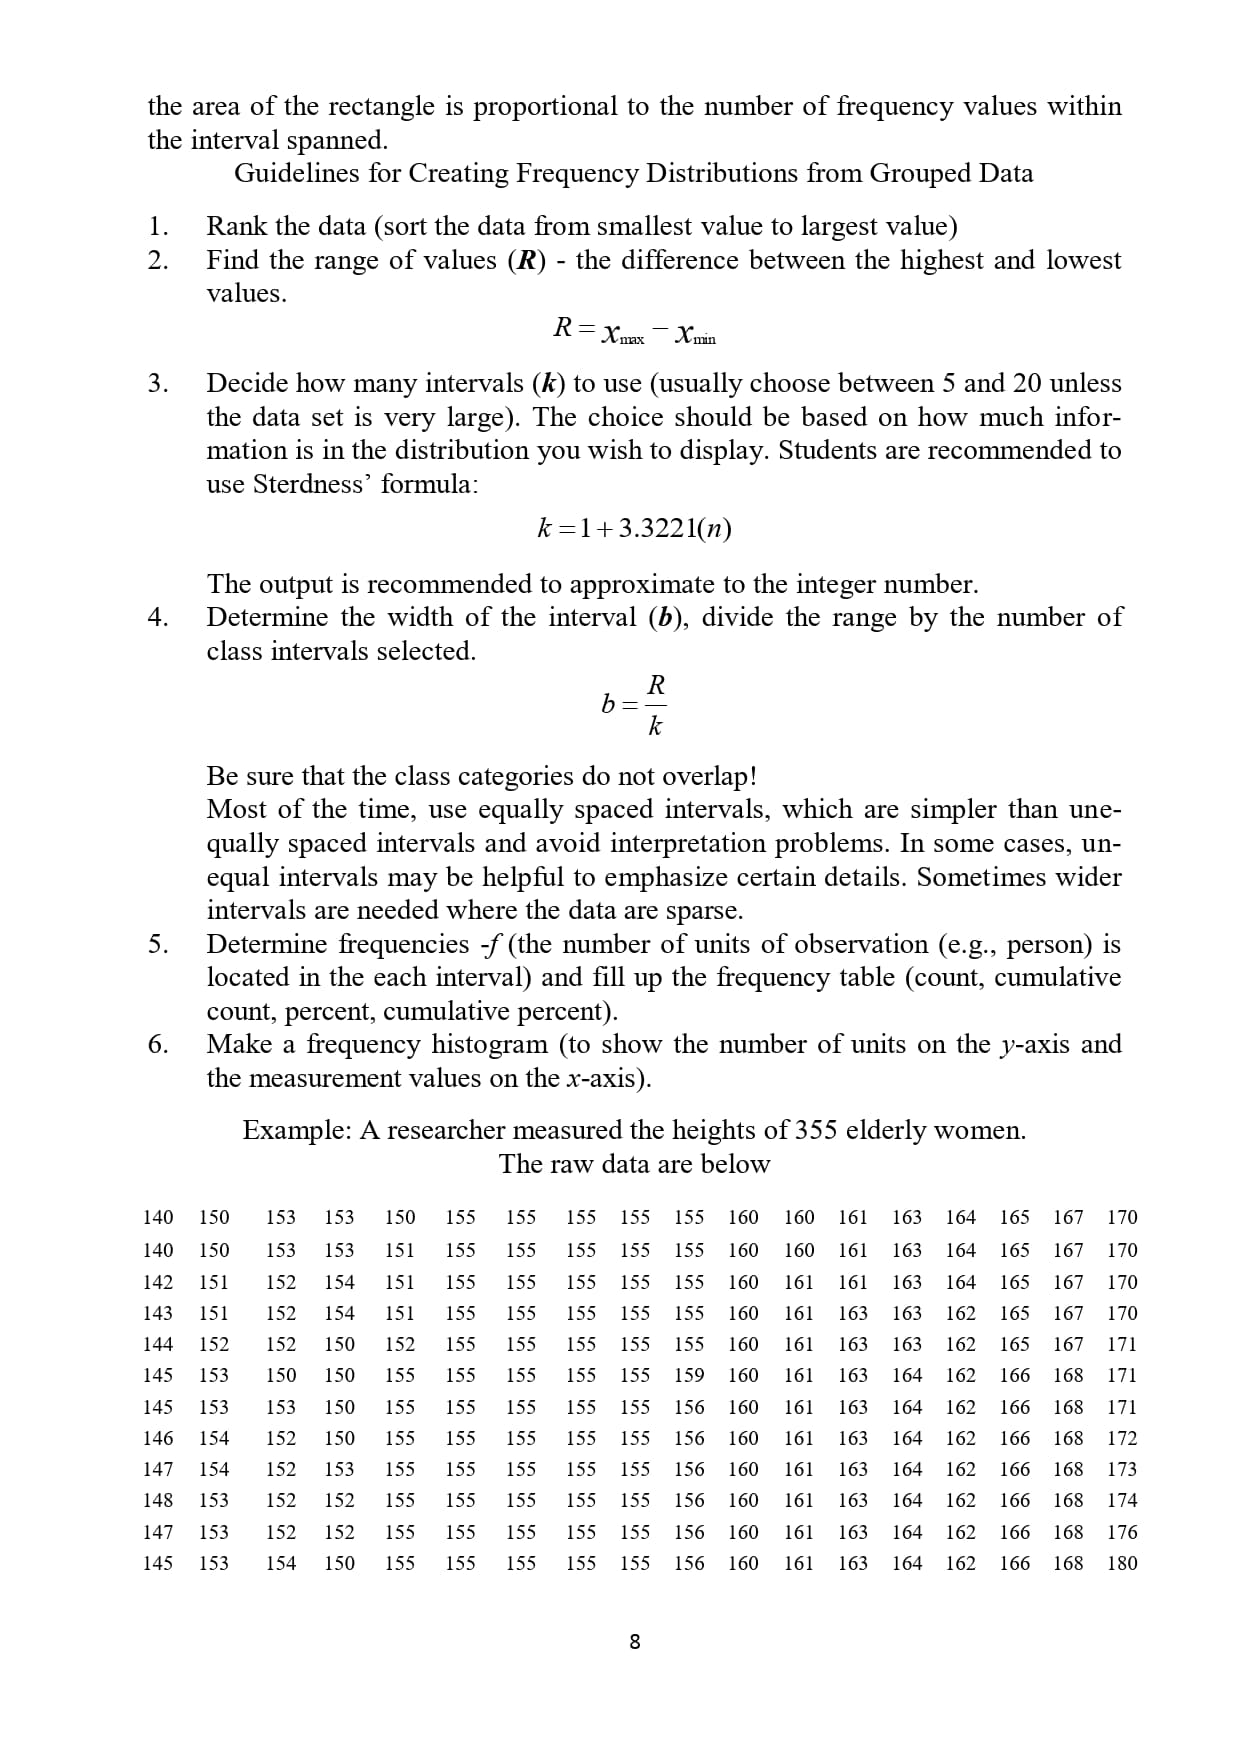 the area of the rectangle is proportional to the number of frequency values within
the interval spanned.
Guidelines for Creating Frequency Distributions from Grouped Data
1. Rank the data (sort the data from smallest value to largest value)
2. Find the range of values (R) - the difference between the highest and lowest
values.
R = xmax − xmin
3. Decide how many intervals (k) to use (usually choose between 5 and 20 unless
the data set is very large). The choice should be based on how much infor-
mation is in the distribution you wish to display. Students are recommended to
use Sterdness’ formula:
k = 1 + 3.3221(n)
The output is recommended to approximate to the integer number.
4. Determine the width of the interval (b), divide the range by the number of
class intervals selected.
b = R/k
Be sure that the class categories do not overlap!
Most of the time, use equally spaced intervals, which are simpler than une-
qually spaced intervals and avoid interpretation problems. In some cases, un-
equal intervals may be helpful to emphasize certain details. Sometimes wider
intervals are needed where the data are sparse.
5. Determine frequencies -f (the number of units of observation (e.g., person) is
located in the each interval) and fill up the frequency table (count, cumulative
count, percent, cumulative percent).
6. Make a frequency histogram (to show the number of units on the y-axis and
the measurement values on the x-axis).
Example: A researcher measured the heights of 355 elderly women.
The raw data are below
140 150 153 153 150 155 155 155 155 155 160 160 161 163 164 165 167 170
140 150 153 153 151 155 155 155 155 155 160 160 161 163 164 165 167 170
142 151 152 154 151 155 155 155 155 155 160 161 161 163 164 165 167 170
143 151 152 154 151 155 155 155 155 155 160 161 163 163 162 165 167 170
144 152 152 150 152 155 155 155 155 155 160 161 163 163 162 165 167 171
145 153 150 150 155 155 155 155 155 159 160 161 163 164 162 166 168 171
145 153 153 150 155 155 155 155 155 156 160 161 163 164 162 166 168 171
146 154 152 150 155 155 155 155 155 156 160 161 163 164 162 166 168 172
147 154 152 153 155 155 155 155 155 156 160 161 163 164 162 166 168 173
148 153 152 152 155 155 155 155 155 156 160 161 163 164 162 166 168 174
147 153 152 152 155 155 155 155 155 156 160 161 163 164 162 166 168 176
145 153 154 150 155 155 155 155 155 156 160 161 163 164 162 166 168 180
8